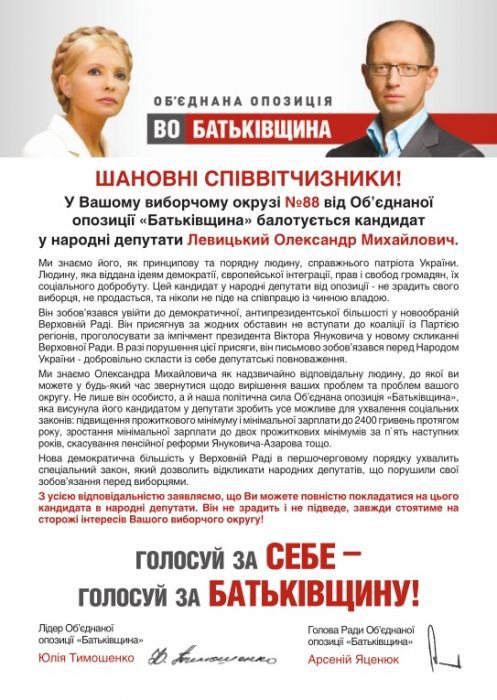 ОБ'ЄДНАНА ОПОЗИЦІЯ
ВО БАТЬКІВЩИНА
ШАНОВНІ СПІВВІТЧИЗНИКИ!
У Вашому виборчому окрузі №88 від Об'єднаної
опозиції «Батьківщина» балотується кандидат
у народні депутати Левицький Олександр Михайлович.
Ми знаємо його, як принципову та порядну людину, справжнього патріота України.
Людину, яка віддана ідеям демократії, європейської інтеграції, прав і свобод громадян, їх
соціального добробуту. Цей кандидат у народні депутати від опозиції - не зрадить свого
виборця, не продасться, та ніколи не піде на співпрацю із чинною владою.
Він зобов'язався увійти до демократичної, антипрезидентської більшості у новообраній
Верховній Раді. Він присягнув за жодних обставин не вступати до коаліції із Партією
регіонів, проголосувати за імпічмент президента Віктора Януковича у новому скликанні
Верховної Ради. В разі порушення цієї присяги, він письмово зобов'язався перед Народом
України - добровільно скласти із себе депутатські повноваження.
Ми знаємо Олександра Михайловича як надзвичайно відповідальну людину, до якої ви
можете у будь-який час звернутися щодо вирішення ваших проблем та проблем вашого
округу. Не лише він особисто, а й наша політична сила Об'єднана опозиція «Батьківщина»,
яка висунула його кандидатом у депутати зробить усе можливе для ухвалення соціальних
законів: підвищення прожиткового мінімуму і мінімальної зарплати до 2400 гривень протягом
року, зростання мінімальної зарплати до двох прожиткових мінімумів за п`ять наступних
років, скасування пенсійної реформи Януковича-Азарова тощо.
Нова демократична більшість у Верховній Раді в першочерговому порядку ухвалить
спеціальний закон, який дозволить відкликати народних депутатів, що порушили свої
зобов'язання перед виборцями.
З усією відповідальністю заявляємо, що Ви можете повністю покладатися на цього
кандидата в народні депутати. Він не зрадить і не підведе, завжди стоятиме на
сторожі інтересів Вашого виборчого округу!
ГОЛОСУЙ ЗА СЕБЕ –
ГОЛОСУЙ ЗА БАТЬКІВЩИНУ!
Лідер Об'єднаної
опозиції «Батьківщина»
Юлія Тимошенко
Ю. Тимошенко
Голова Ради Об'єднаної
опозиції «Батьківщина»
Арсеній Яценюк